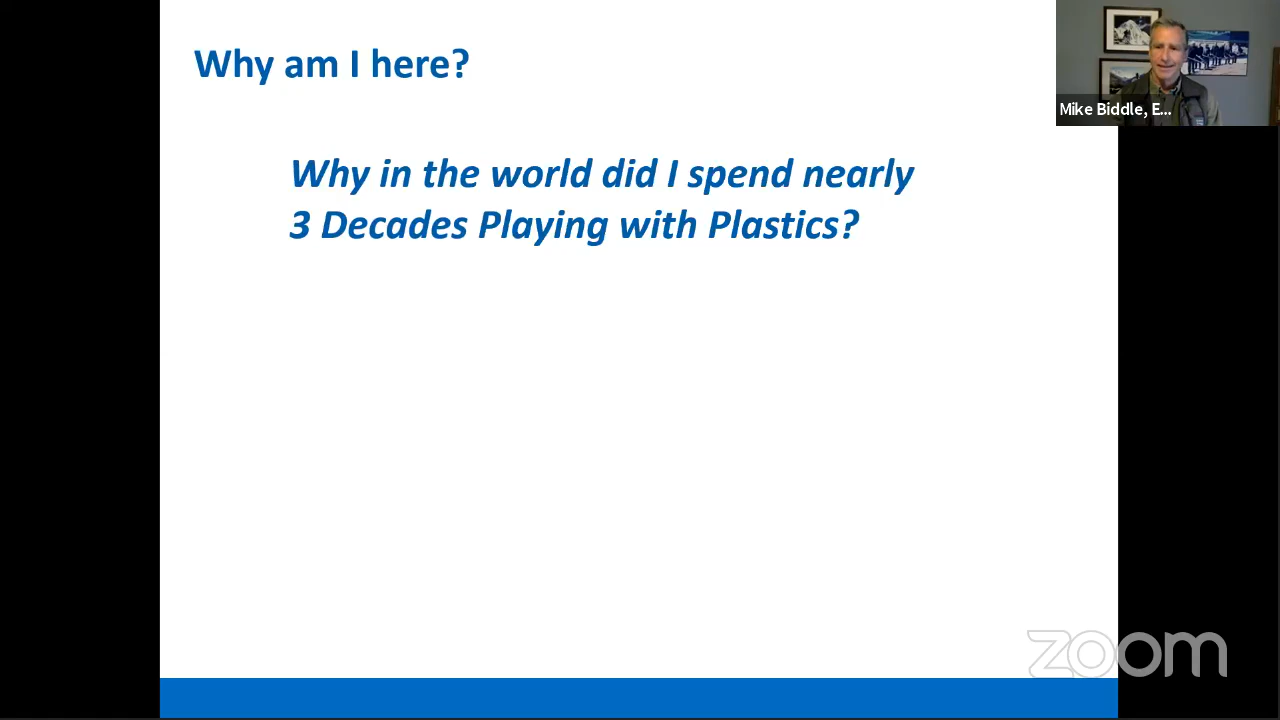 Why am I here?
Mike Biddle, E...
Why in the world did I spend nearly
3 Decades Playing with Plastics?
zoom